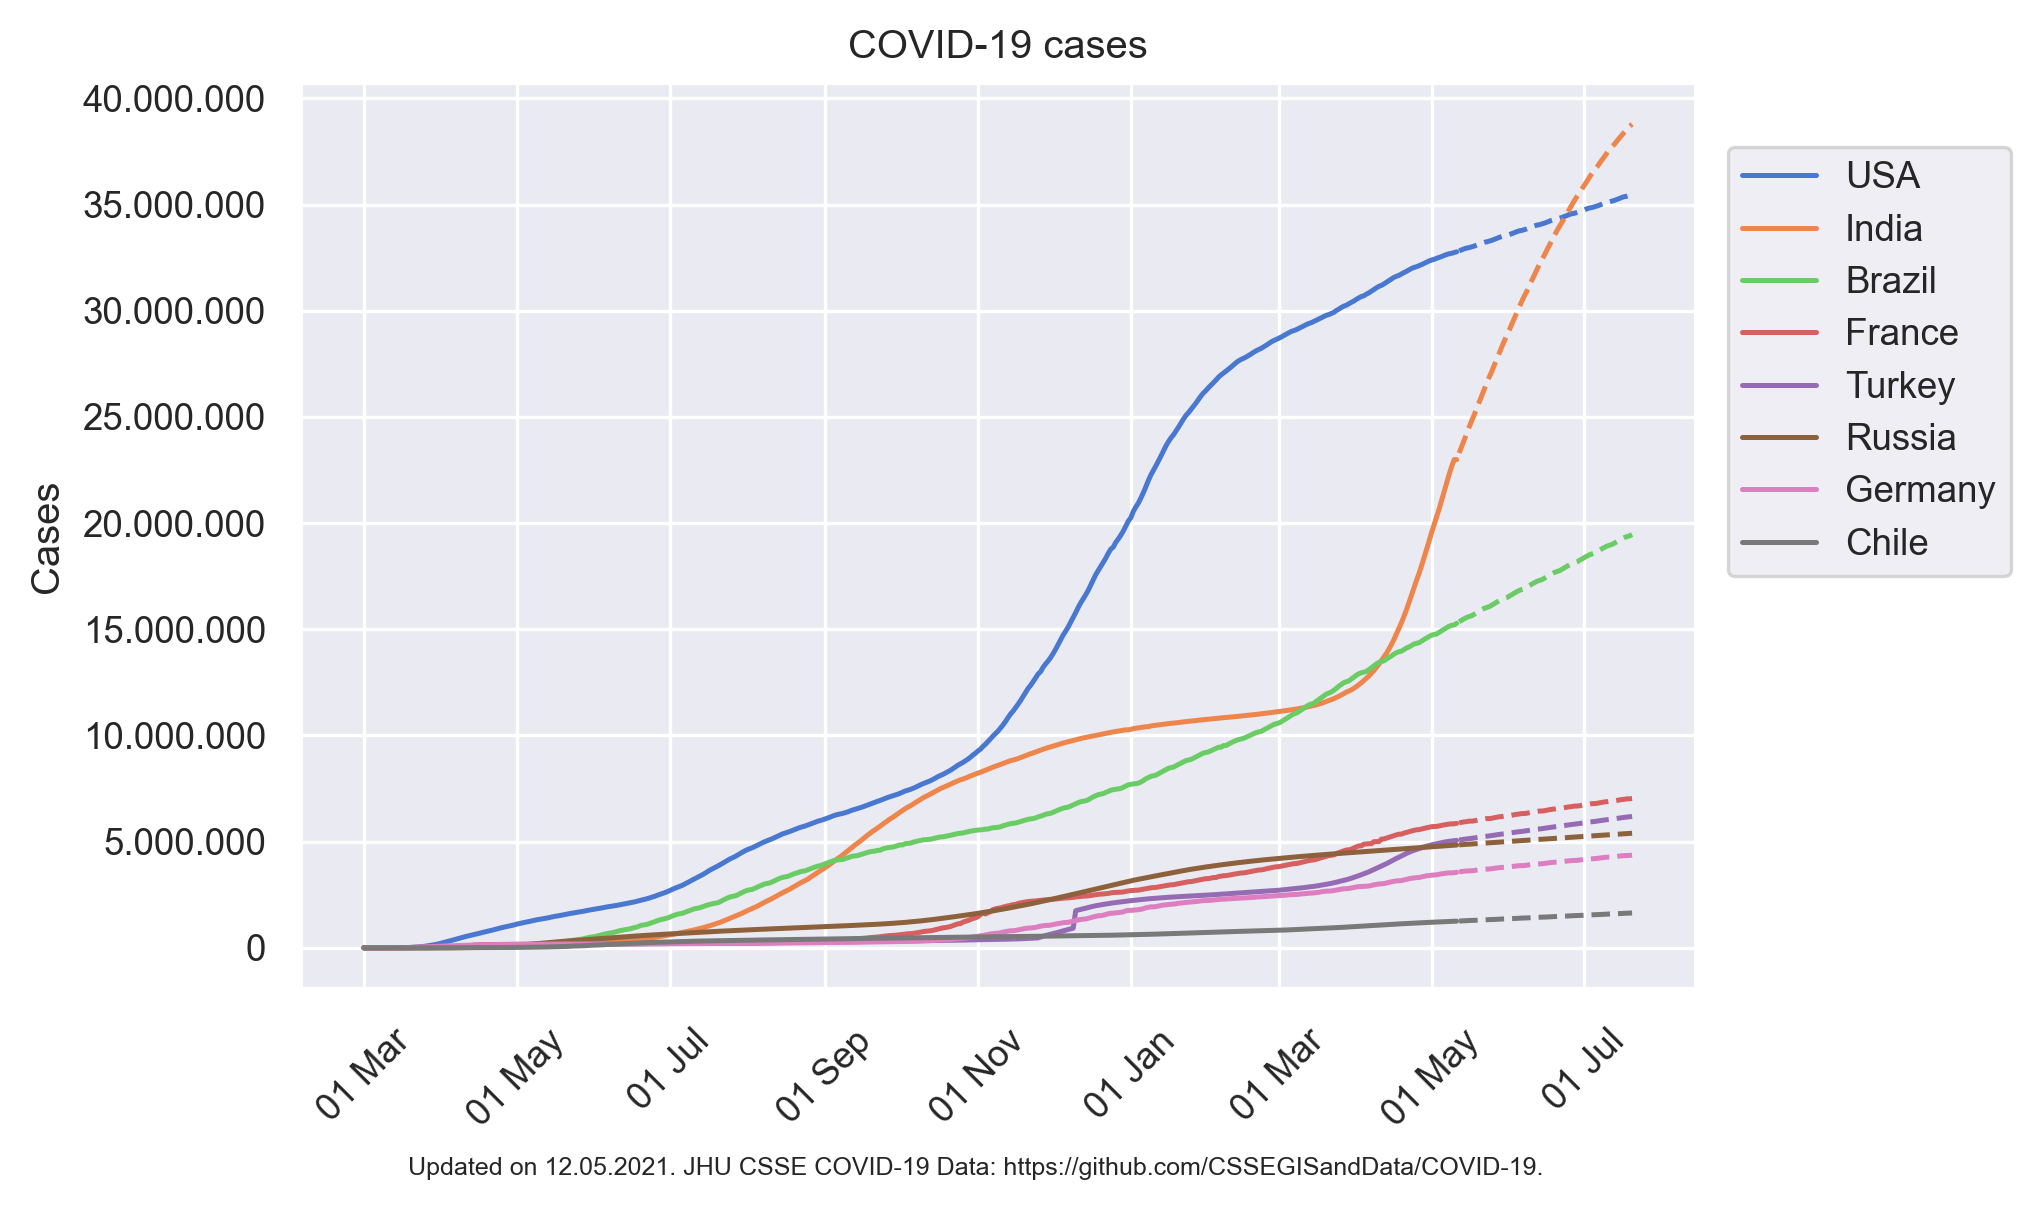 COVID-19 cases
40.000.000
35.000.000
30.000.000
25.000.000
20.000.000
15.000.000
10.000.000
5.000.000
0
Cases
USA
India
Brazil
France
Turkey
Russia
Germany
Chile
01 Mar
01 May
01 Jul
01 Sep
01 Nov
01 Jan
01 Mar
01 May
01 Jul
Updated on 12.05.2021. JHU CSSE COVID-19 Data: https://github.com/CSSEGISandData/COVID-19.